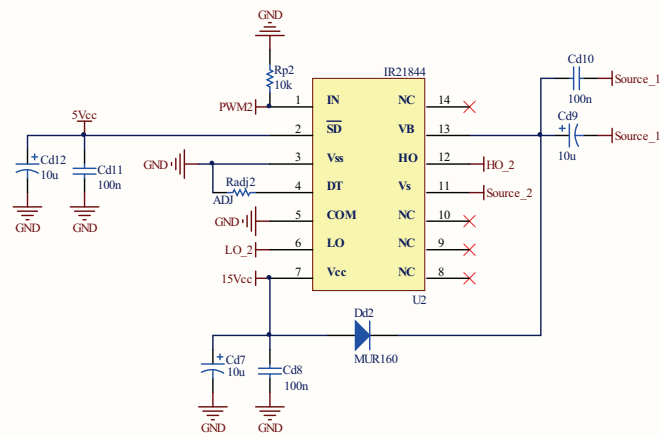 GND
Rp2
10k
IR21844
Cd10
Source_1
100n
PWM2
1
IN
NC
14
Cd9
5Vcc
2
SD
VB
13
Source_1
10u
Cd12
10u
Cd11
100n
GND
3
Vss
HO
12
HO_2
Radj2
ADJ
4
DT
Vs
11
Source_2
GND
5
COM
NC
10
GND
GND
LO_2
6
LO
NC
9
15Vcc
7
Vcc
NC
8
U2
Dd2
MUR160
Cd7
10u
Cd8
100n
GND
GND